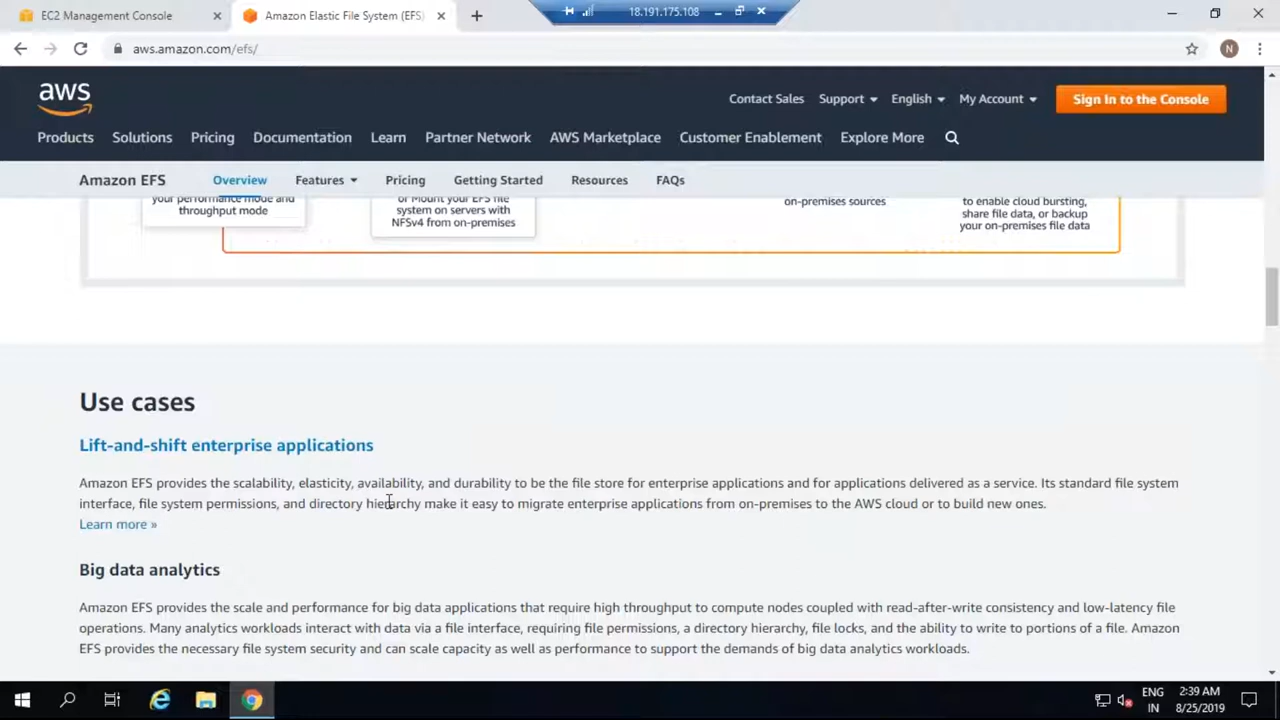 EC2 Management Console
Amazon Elastic File System (EFS)
18.191.175.108
aws.amazon.com/efs/
N
aws
Contact Sales Support English My Account Sign In to the Console
Products Solutions Pricing Documentation Learn Partner Network AWS Marketplace Customer Enablement Explore More
Amazon EFS Overview Features Pricing Getting Started Resources FAQs
your performance mode and
throughput mode
or Mount your EFS file
system on servers with
NFSv4 from on-premises
on-premises sources
to enable cloud bursting,
share file data, or backup
your on-premises file data
Use cases
Lift-and-shift enterprise applications
Amazon EFS provides the scalability, elasticity, availability, and durability to be the file store for enterprise applications and for applications delivered as a service. Its standard file system
interface, file system permissions, and directory hierarchy make it easy to migrate enterprise applications from on-premises to the AWS cloud or to build new ones.
Learn more »
Big data analytics
Amazon EFS provides the scale and performance for big data applications that require high throughput to compute nodes coupled with read-after-write consistency and low-latency file
operations. Many analytics workloads interact with data via a file interface, requiring file permissions, a directory hierarchy, file locks, and the ability to write to portions of a file. Amazon
EFS provides the necessary file system security and can scale capacity as well as performance to support the demands of big data analytics workloads.
ENG
IN
2:39 AM
8/25/2019